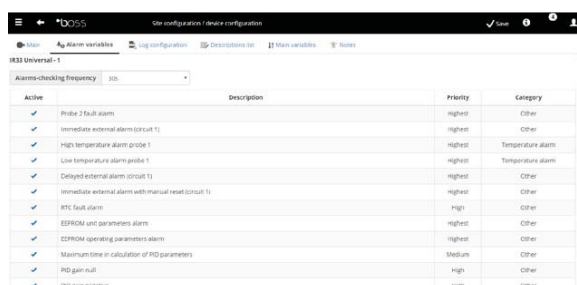 boss Site configuration / device configuration Save 4
Main Alarm variables Log configuration Descriptions list Main variables Notes
IR33 Universal - 1
Alarms-checking frequency 30s
Active Description Priority Category
Probe 2 fault alarm Highest Other
Immediate external alarm (circuit 1) Highest Other
High temperature alarm probe 1 Highest Temperature alarm
Low temperature alarm probe 1 Highest Temperature alarm
Delayed external alarm (circuit 1) Highest Other
Immediate external alarm with manual reset (circuit 1) Highest Other
RTC fault alarm High Other
EEPROM unit parameters alarm Highest Other
EEPROM operating parameters alarm Highest Other
Maximum time in calculation of PID parameters Medium Other
PID gain null High Other